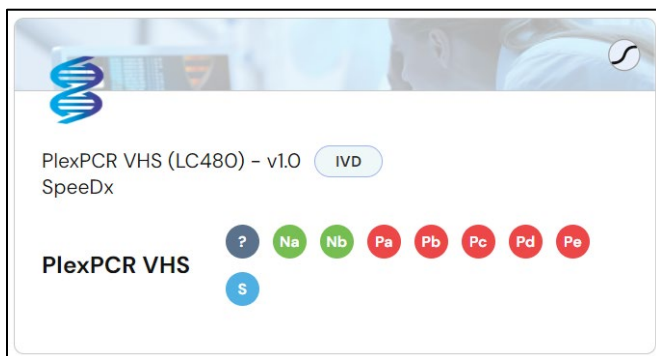 PlexPCR VHS (LC480) - v1.0 IVD
SpeeDx
PlexPCR VHS ? Na Nb Pa Pb Pc Pd Pe
S